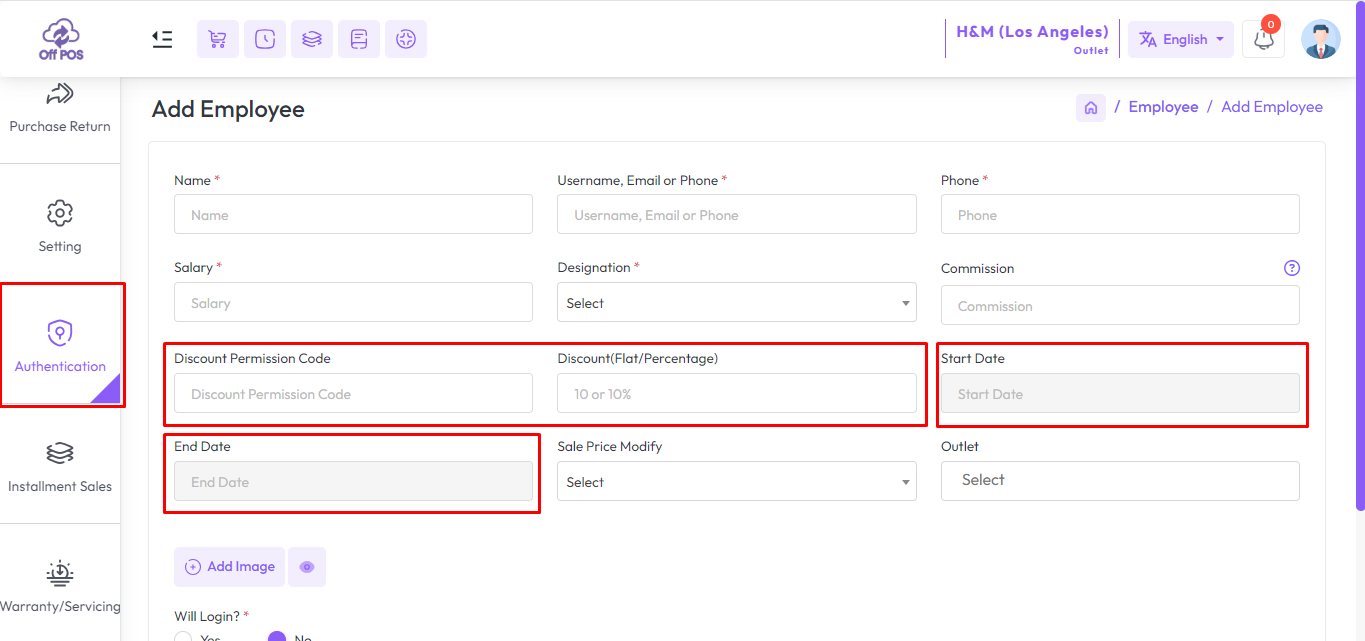 Off POS
H&M (Los Angeles)
Outlet
English
0
Purchase Return
Setting
Authentication
Installment Sales
Warranty/Servicing
Add Employee
/ Employee / Add Employee
Name *
Username, Email or Phone *
Phone *
Name
Username, Email or Phone
Phone
Salary *
Designation *
Commission
?
Salary
Select
Commission
Discount Permission Code
Discount(Flat/Percentage)
Start Date
Discount Permission Code
10 or 10%
Start Date
End Date
Sale Price Modify
Outlet
End Date
Select
Select
Add Image
Will Login? *
Yes
No